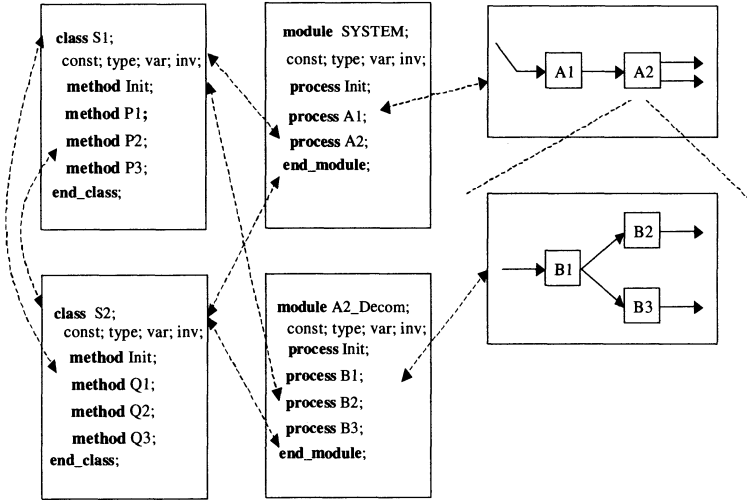 class S1;
const; type; var; inv;
method Init;
method P1;
method P2;
method P3;
end_class;
module SYSTEM;
const; type; var; inv;
process Init;
process A1;
process A2;
end_module;
A1
A2
B1
B2
B3
class S2;
const; type; var; inv;
method Init;
method Q1;
method Q2;
method Q3;
end_class;
module A2_Decom;
const; type; var; inv;
process Init;
process B1;
process B2;
process B3;
end_module;